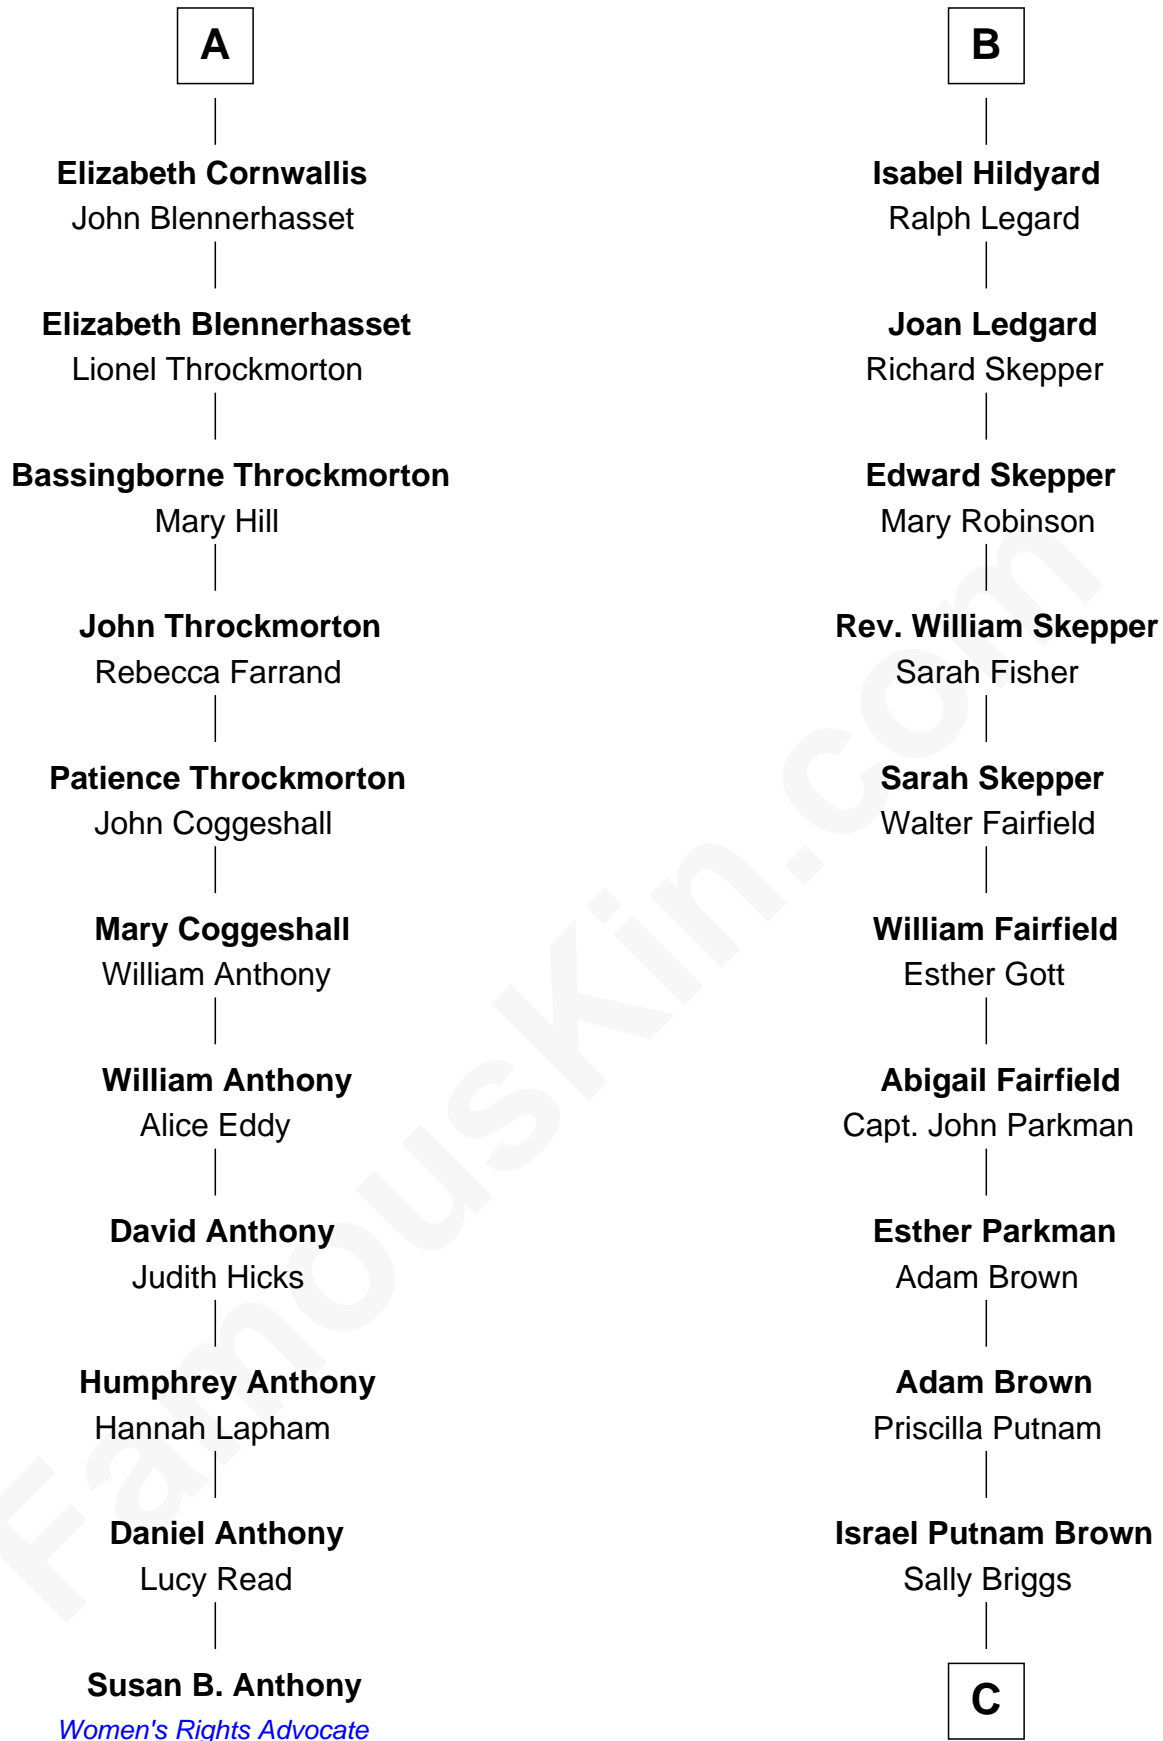 A
Elizabeth Cornwallis
John Blennerhasset
Elizabeth Blennerhasset
Lionel Throckmorton
Bassingborne Throckmorton
Mary Hill
John Throckmorton
Rebecca Farrand
Patience Throckmorton
John Coggeshall
Mary Coggeshall
William Anthony
William Anthony
Alice Eddy
David Anthony
Judith Hicks
Humphrey Anthony
Hannah Lapham
Daniel Anthony
Lucy Read
Susan B. Anthony
Women's Rights Advocate
B
Isabel Hildyard
Ralph Legard
Joan Ledgard
Richard Skepper
Edward Skepper
Mary Robinson
Rev. William Skepper
Sarah Fisher
Sarah Skepper
Walter Fairfield
William Fairfield
Esther Gott
Abigail Fairfield
Capt. John Parkman
Esther Parkman
Adam Brown
Adam Brown
Priscilla Putnam
Israel Putnam Brown
Sally Briggs
C
FamousKin.com